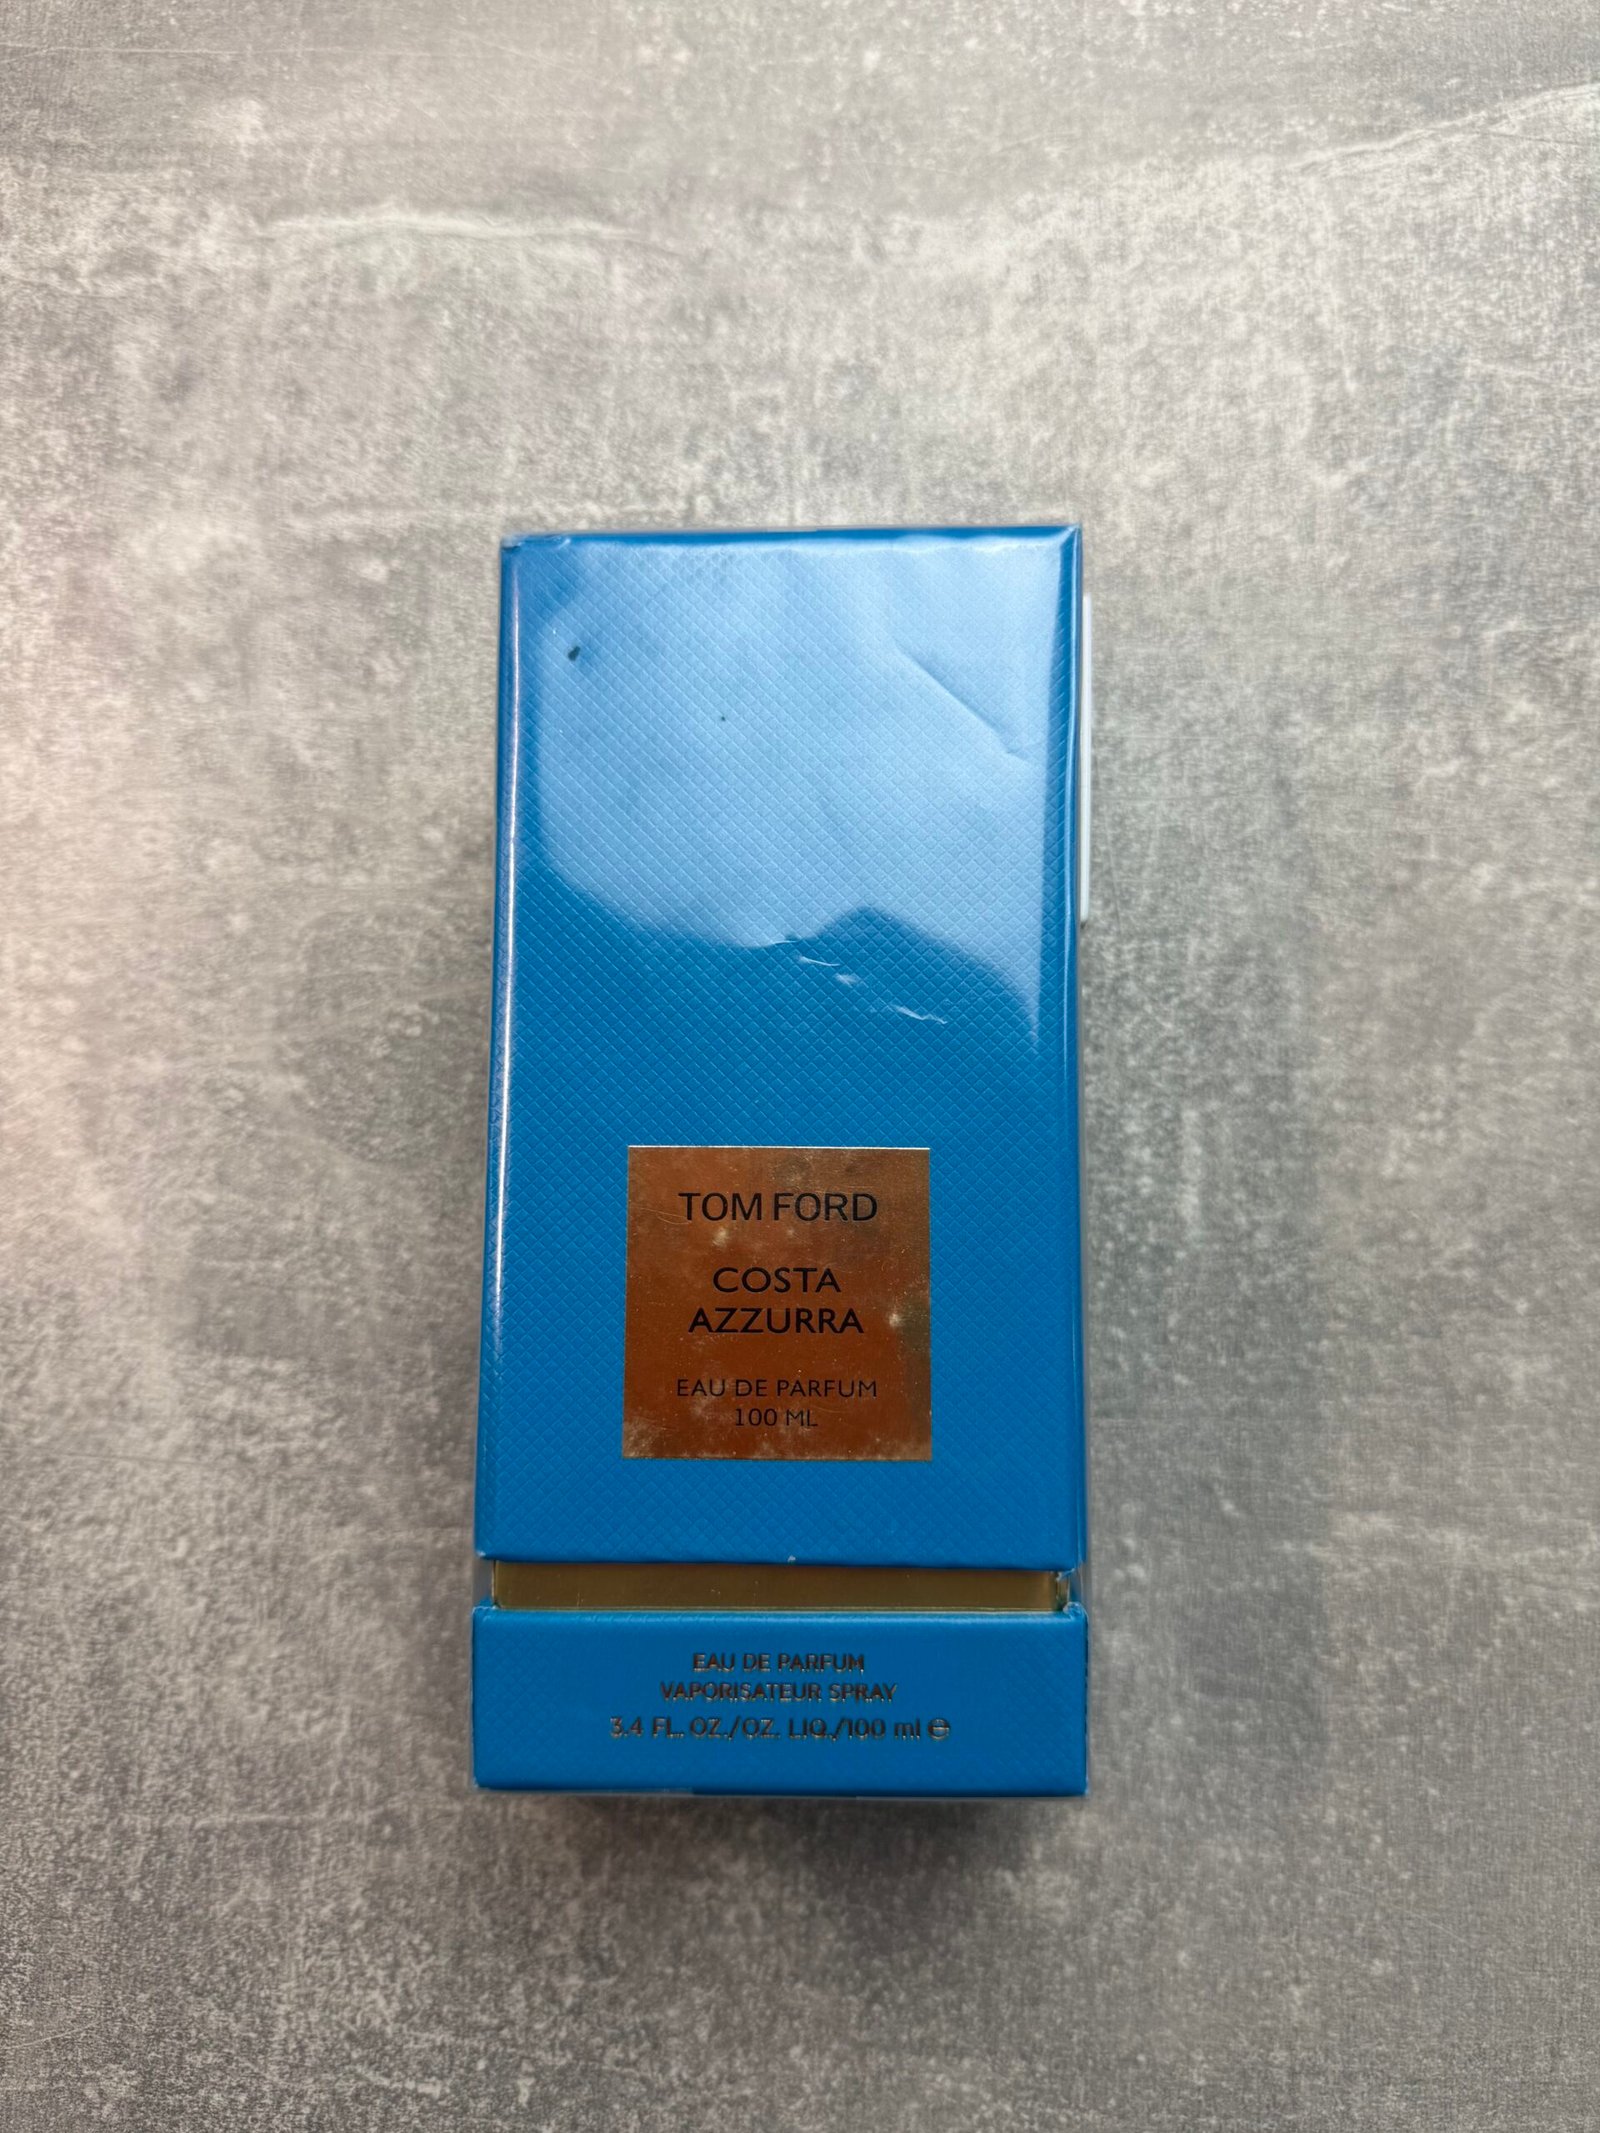 TOM FORD
COSTA
AZZURRA
EAU DE PARFUM
100 ML
EAU DE PARFUM
VAPORISATEUR SPRAY
3.4 FL. OZ./OZ. LIQ./100 ml ℮